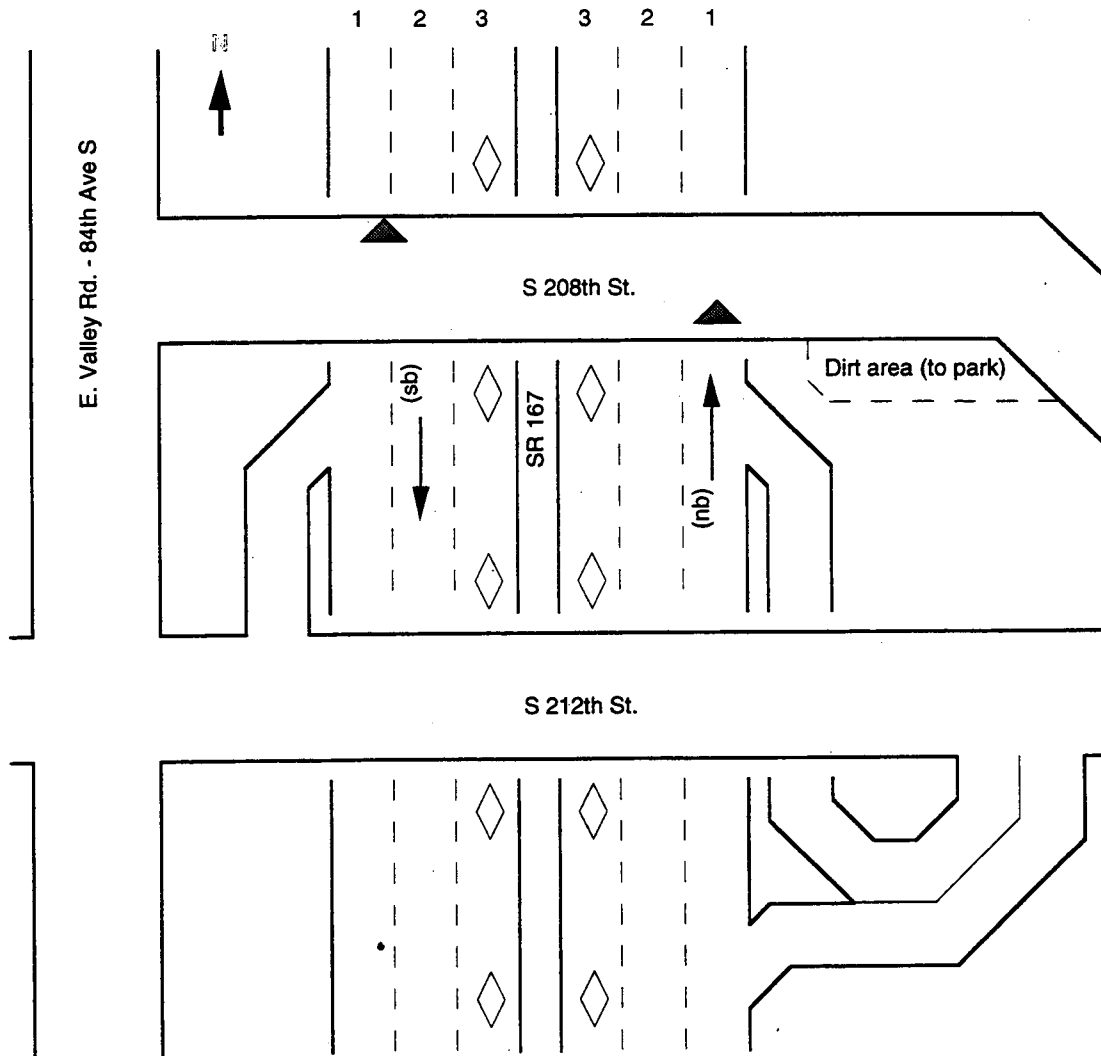 1 2 3 3 2 1
N
E. Valley Rd. - 84th Ave S
S 208th St.
Dirt area (to park)
(sb)
SR 167
(nb)
S 212th St.